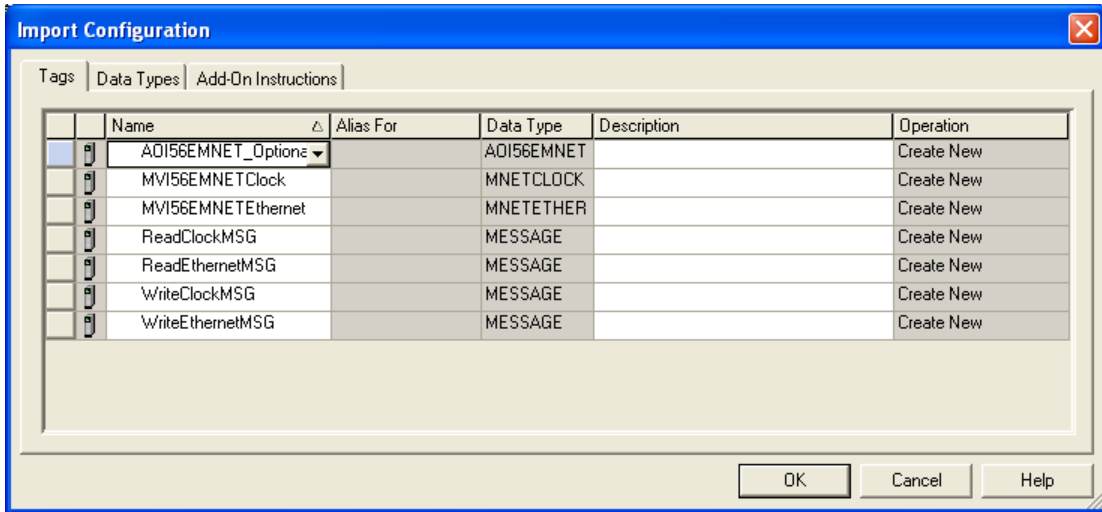 Import Configuration
Tags Data Types Add-On Instructions
Name Alias For Data Type Description Operation
AOI56EMNET_Optiona AOI56EMNET Create New
MVI56EMNETClock MNETCLOCK Create New
MVI56EMNETEthernet MNETETHER Create New
ReadClockMSG MESSAGE Create New
ReadEthernetMSG MESSAGE Create New
WriteClockMSG MESSAGE Create New
WriteEthernetMSG MESSAGE Create New
OK Cancel Help